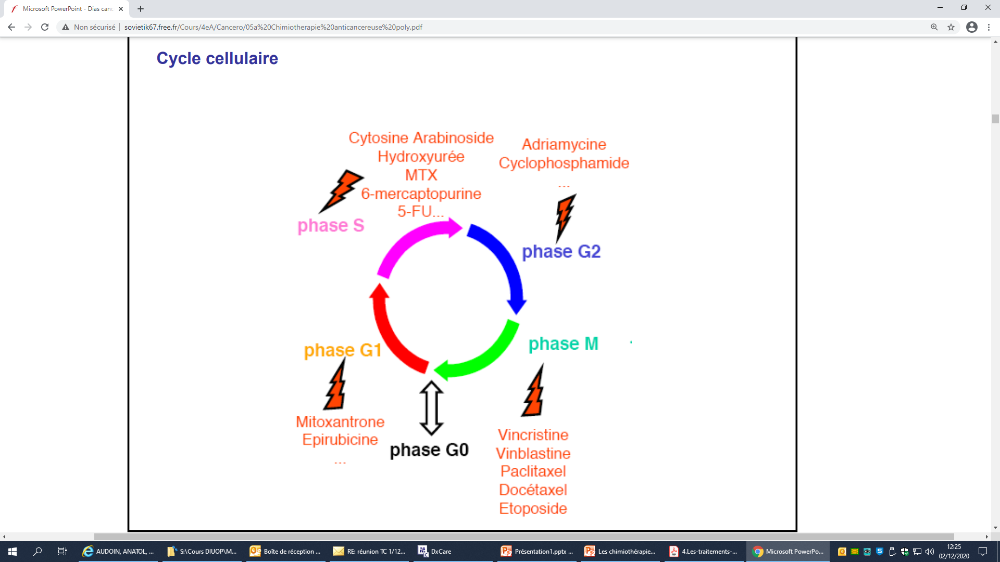 Microsoft PowerPoint - Dias canc
Non sécurisé
sovietik67.free.fr/Cours/4eA/Cancero/05a%20Chimiotherapie%20anticancereuse%20poly.pdf
Cycle cellulaire
Cytosine Arabinoside
Hydroxyurée
MTX
6-mercaptopurine
5-FU...
Adriamycine
Cyclophosphamide
...
phase S
phase G2
phase G1
phase M
Mitoxantrone
Epirubicine
...
phase G0
Vincristine
Vinblastine
Paclitaxel
Docétaxel
Etoposide
AUDOIN, ANATOL, ...
S:\Cours DIUOP\M...
Boîte de réception ...
RE: réunion TC 1/12...
DxCare
Présentation1.pptx ...
Les chimiothérapie...
4.Les-traitements-...
Microsoft PowerPo...
12:25
02/12/2020